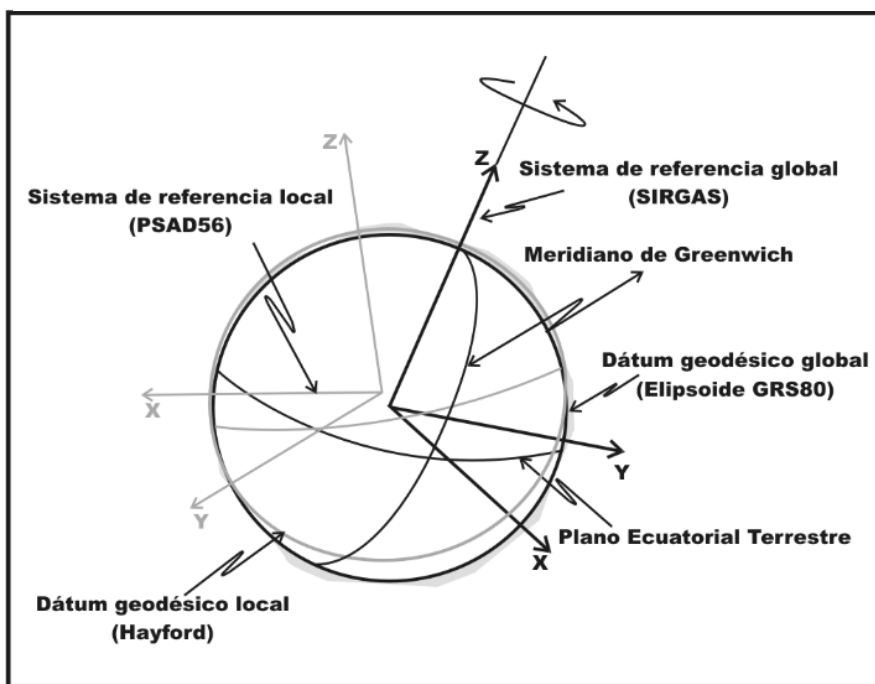 Z
Z
Sistema de referencia global
(SIRGAS)
Sistema de referencia local
(PSAD56)
Meridiano de Greenwich
Dátum geodésico global
(Elipsoide GRS80)
X
Y
Y
Plano Ecuatorial Terrestre
X
Dátum geodésico local
(Hayford)